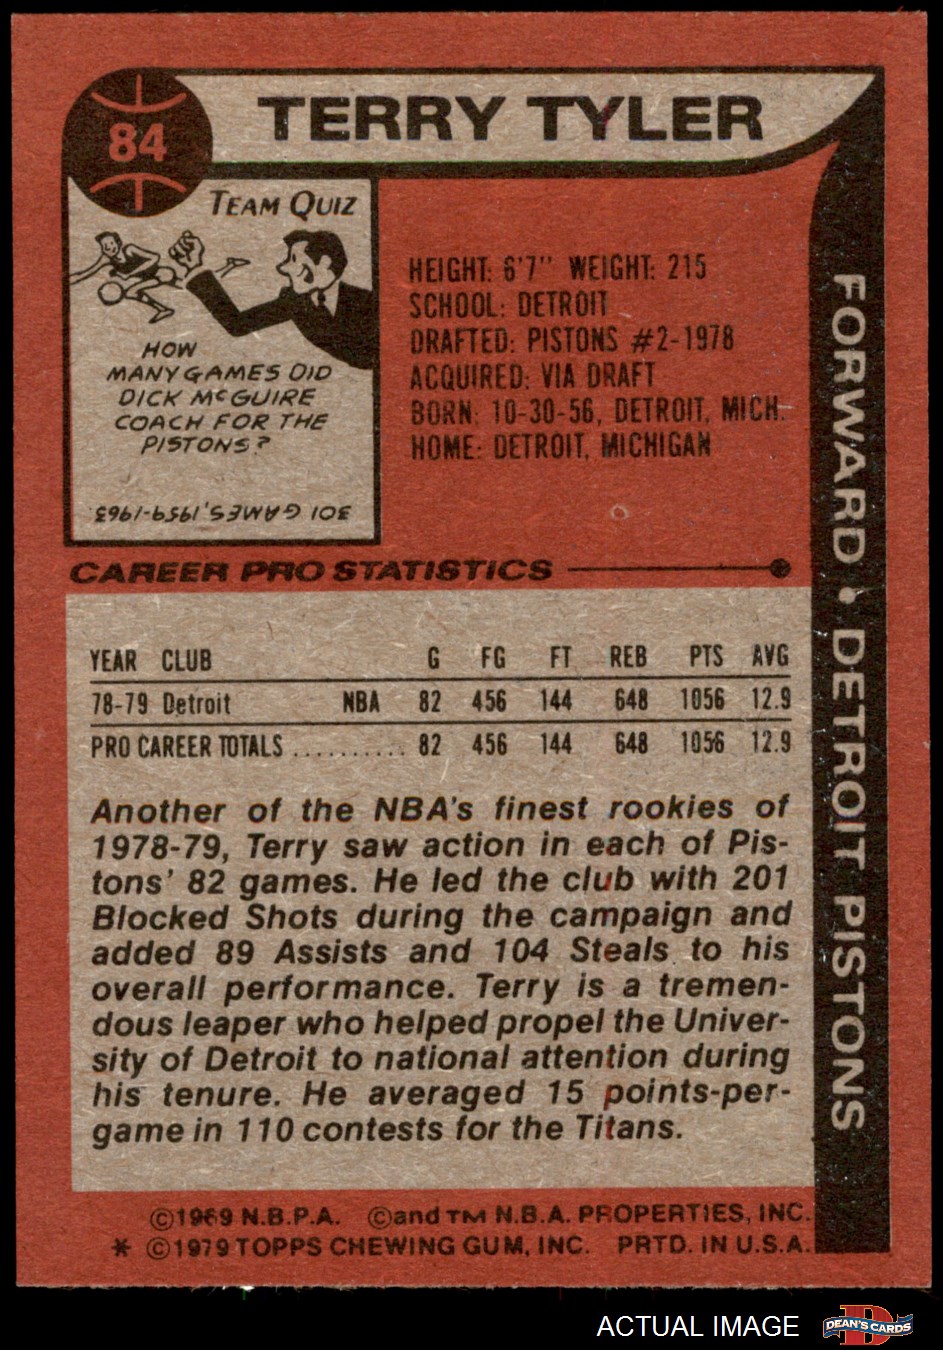 84
TERRY TYLER
TEAM QUIZ
HOW
MANY GAMES DID
DICK McGUIRE
COACH FOR THE
PISTONS?
301 GAMES, 1959-1963
HEIGHT: 6'7" WEIGHT: 215
SCHOOL: DETROIT
DRAFTED: PISTONS #2-1978
ACQUIRED: VIA DRAFT
BORN: 10-30-56, DETROIT, MICH.
HOME: DETROIT, MICHIGAN
FORWARD • DETROIT PISTONS
CAREER PRO STATISTICS
YEAR CLUB G FG FT REB PTS AVG
78-79 Detroit NBA 82 456 144 648 1056 12.9
PRO CAREER TOTALS .......... 82 456 144 648 1056 12.9
Another of the NBA's finest rookies of
1978-79, Terry saw action in each of Pis-
tons' 82 games. He led the club with 201
Blocked Shots during the campaign and
added 89 Assists and 104 Steals to his
overall performance. Terry is a tremen-
dous leaper who helped propel the Univer-
sity of Detroit to national attention during
his tenure. He averaged 15 points-per-
game in 110 contests for the Titans.
©1969 N.B.P.A. ©and TM N.B.A. PROPERTIES, INC.
* ©1979 TOPPS CHEWING GUM, INC. PRTD. IN U.S.A.
ACTUAL IMAGE
DEAN'S CARDS